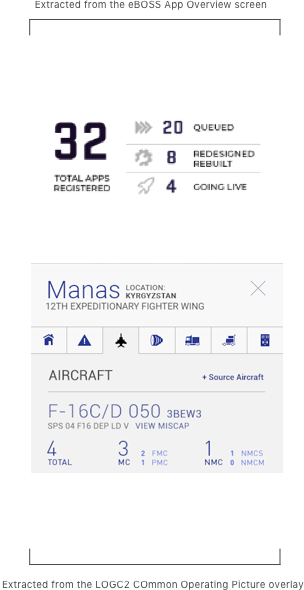 Extracted from the eBOSS App Overview screen
32
TOTAL APPS
REGISTERED
20 QUEUED
8 REDESIGNED
REBUILT
4 GOING LIVE
Manas LOCATION:
KYRGYZSTAN
12TH EXPEDITIONARY FIGHTER WING
AIRCRAFT + Source Aircraft
F-16C/D 050 3BEW3
SPS 04 F16 DEP LD V VIEW MISCAP
4
TOTAL
3
MC
2 FMC
1 PMC
1
NMC
1 NMCS
0 NMCM
Extracted from the LOGC2 COmmon Operating Picture overlay